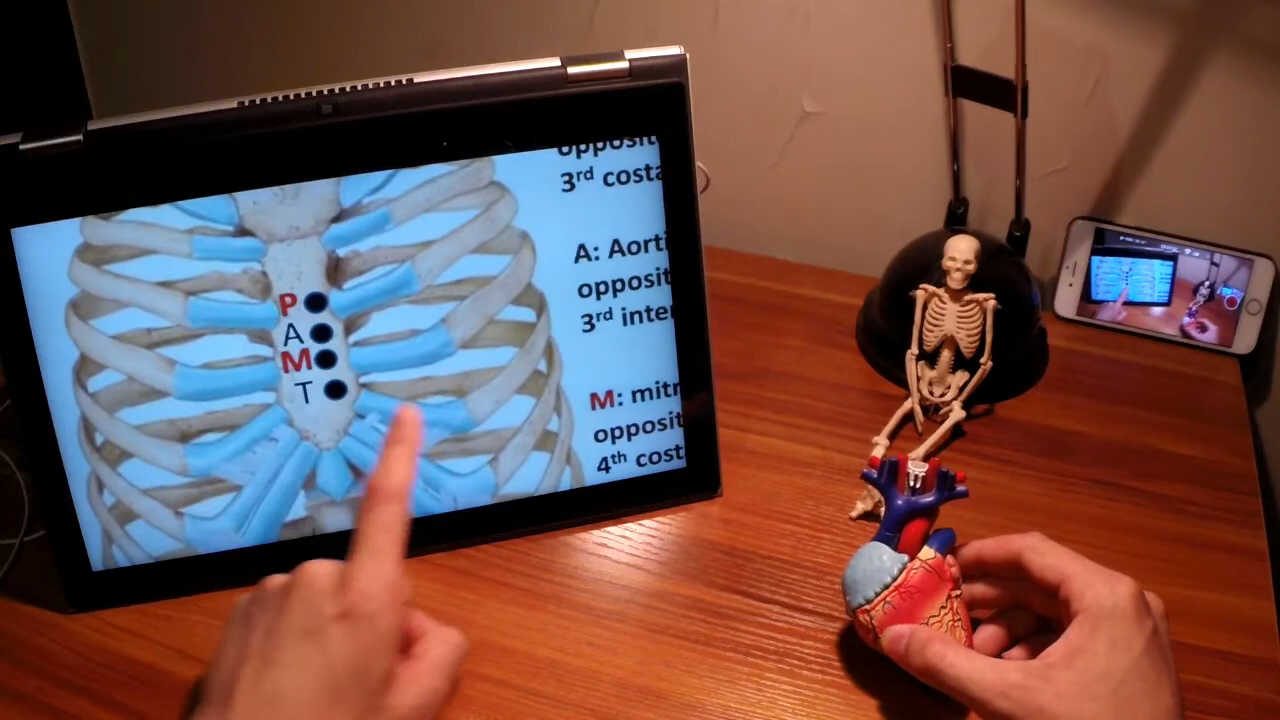 P
A
M
T
opposit
3rd costa
A: Aorti
opposit
3rd inte
M: mitr
opposit
4th cost